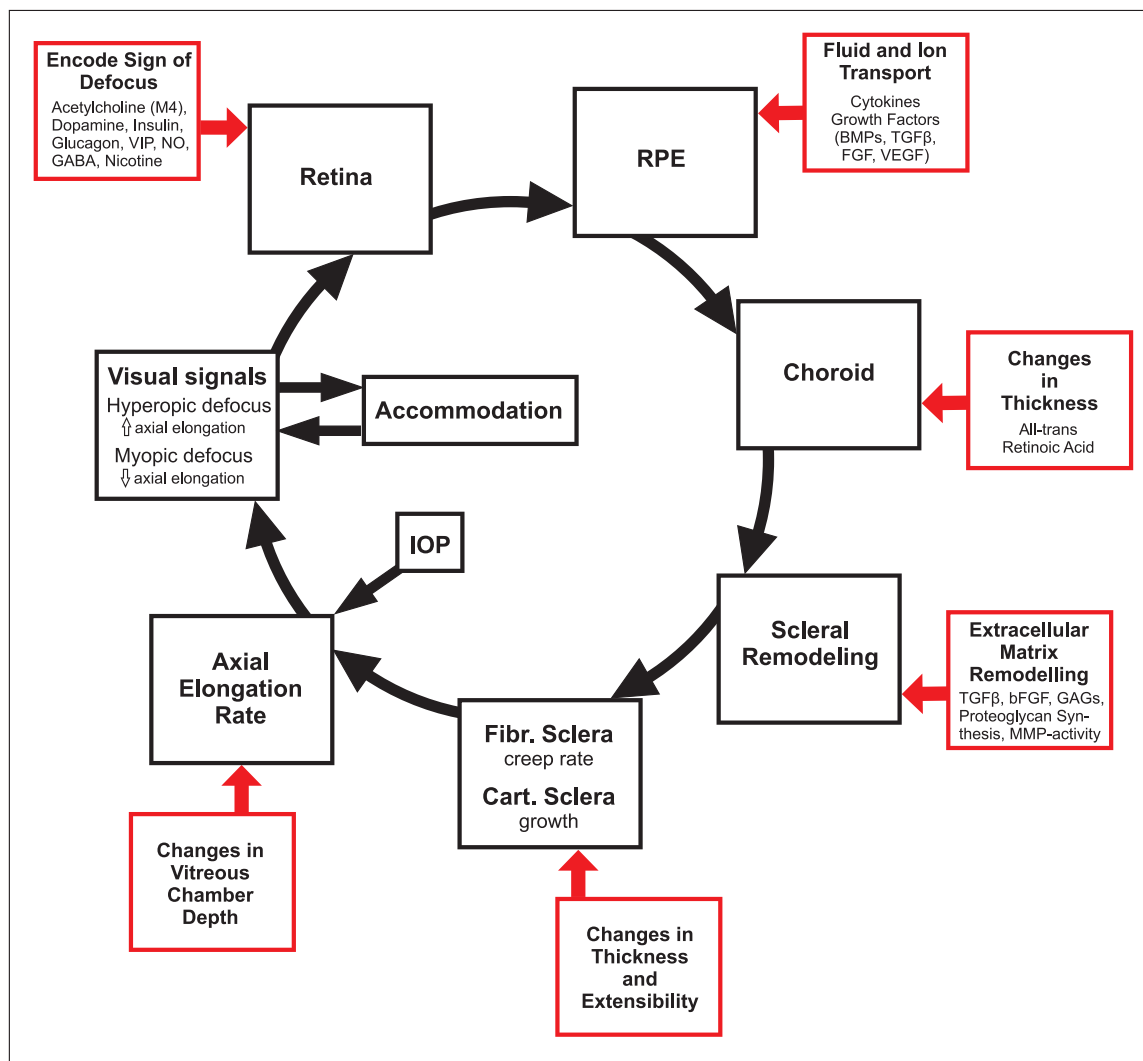 Encode Sign of
Defocus
Acetylcholine (M4),
Dopamine, Insulin,
Glucagon, VIP, NO,
GABA, Nicotine
Retina
RPE
Fluid and Ion
Transport
Cytokines
Growth Factors
(BMPs, TGFβ,
FGF, VEGF)
Choroid
Changes
in
Thickness
All-trans
Retinoic Acid
Visual signals
Hyperopic defocus
⇧ axial elongation
Myopic defocus
⇩ axial elongation
Accommodation
IOP
Scleral
Remodeling
Extracellular
Matrix
Remodelling
TGFβ, bFGF, GAGs,
Proteoglycan Syn-
thesis, MMP-activity
Axial
Elongation
Rate
Fibr. Sclera
creep rate
Cart. Sclera
growth
Changes in
Vitreous
Chamber
Depth
Changes in
Thickness
and
Extensibility